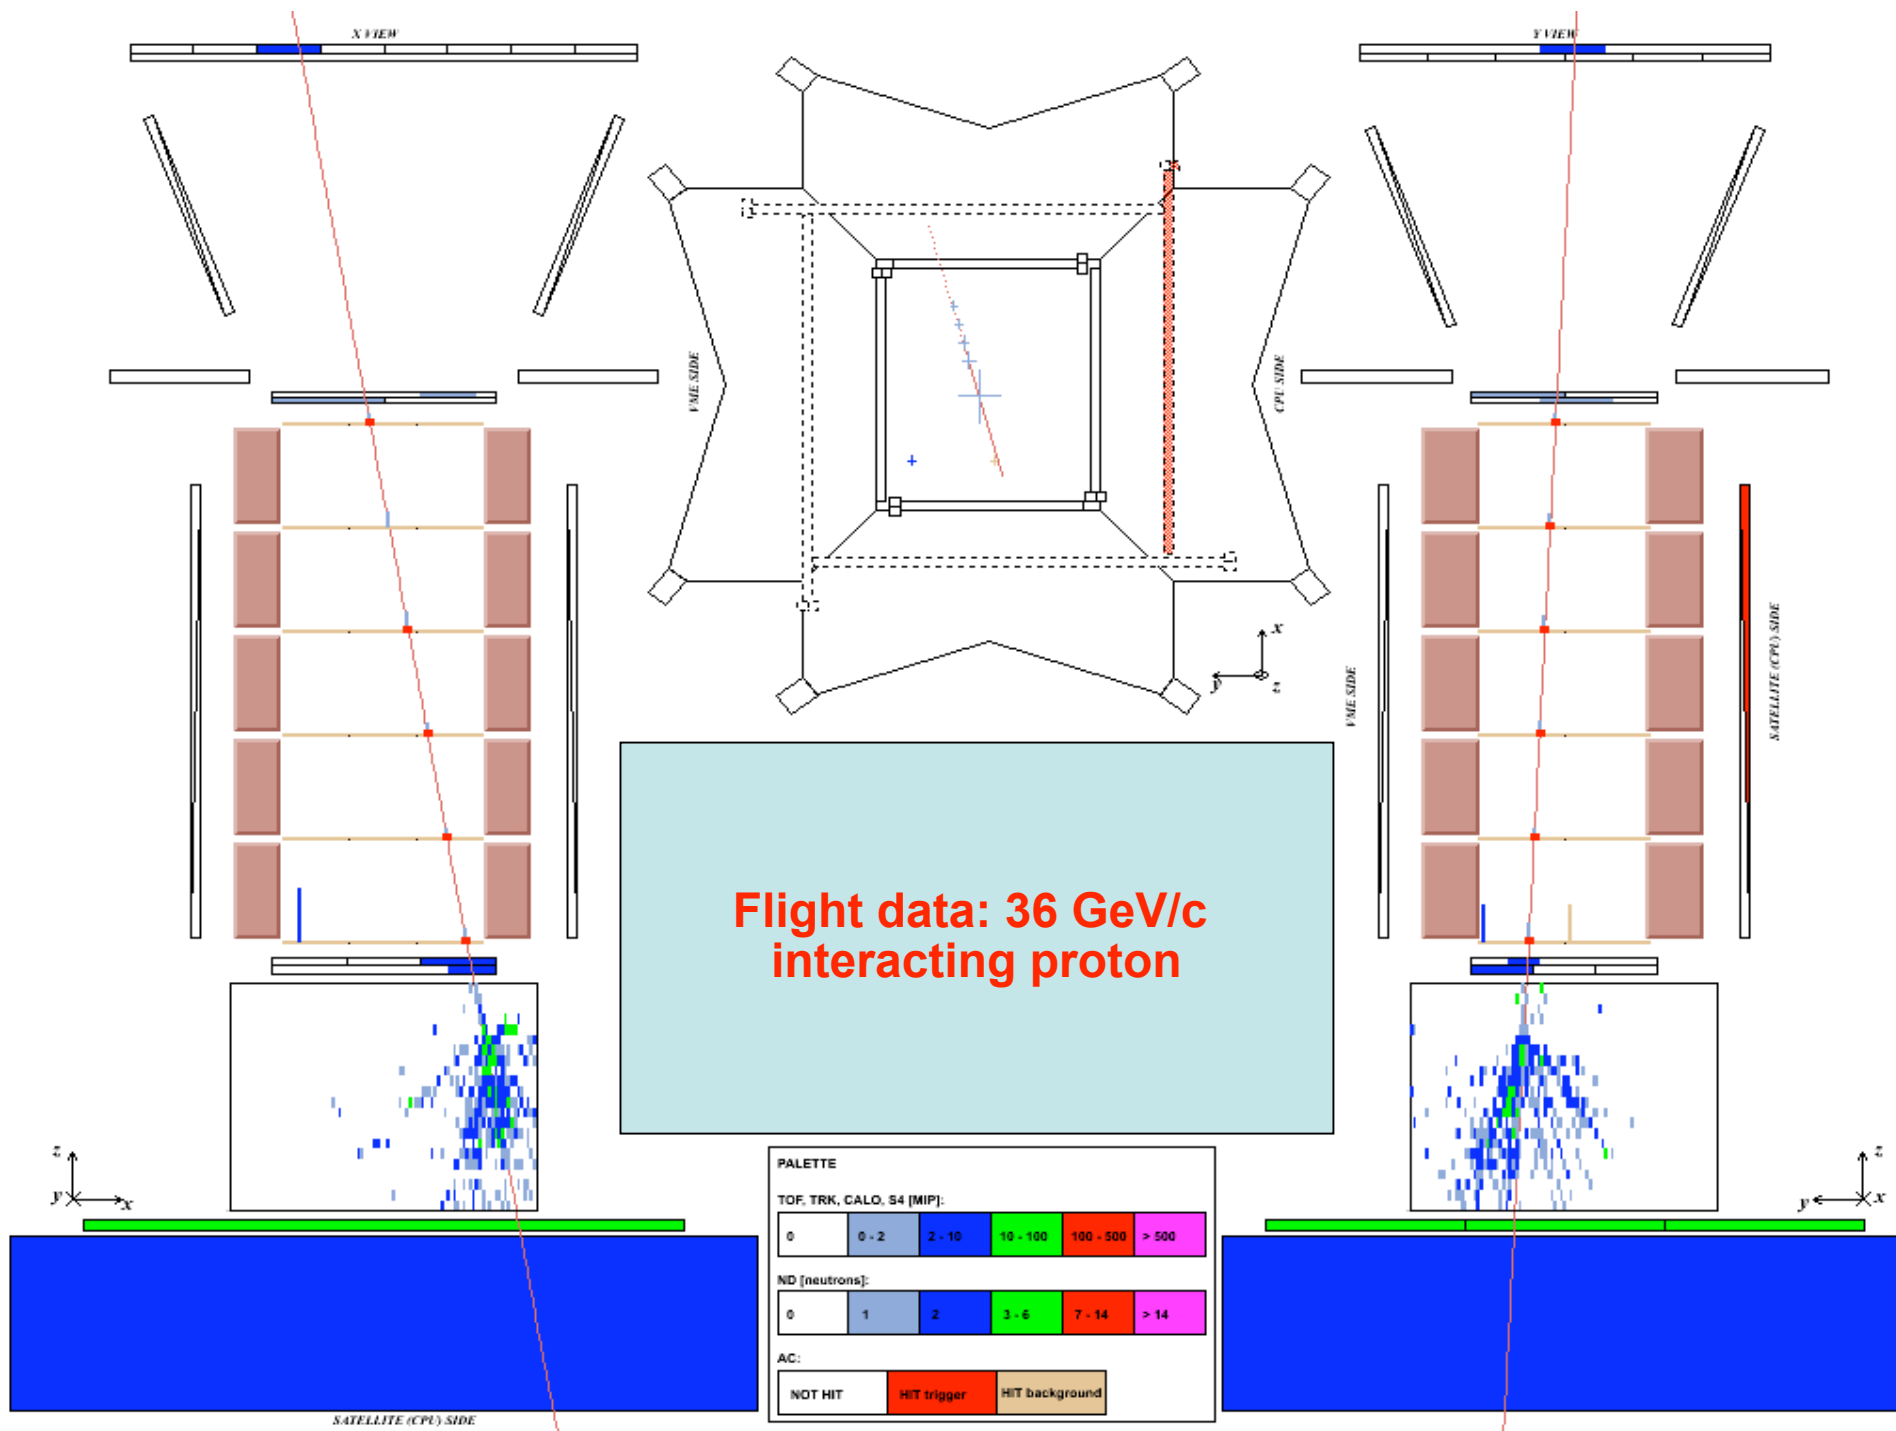 X VIEW
Y VIEW
VME SIDE
CPU SIDE
x
y
z
VME SIDE
SATELLITE (CPU) SIDE
Flight data: 36 GeV/c
interacting proton
z
y
x
z
y
x
PALETTE
TOF, TRK, CALO, S4 [MIP]:
0 0 - 2 2 - 10 10 - 100 100 - 500 > 500
ND [neutrons]:
0 1 2 3 - 6 7 - 14 > 14
AC:
NOT HIT HIT trigger HIT background
SATELLITE (CPU) SIDE